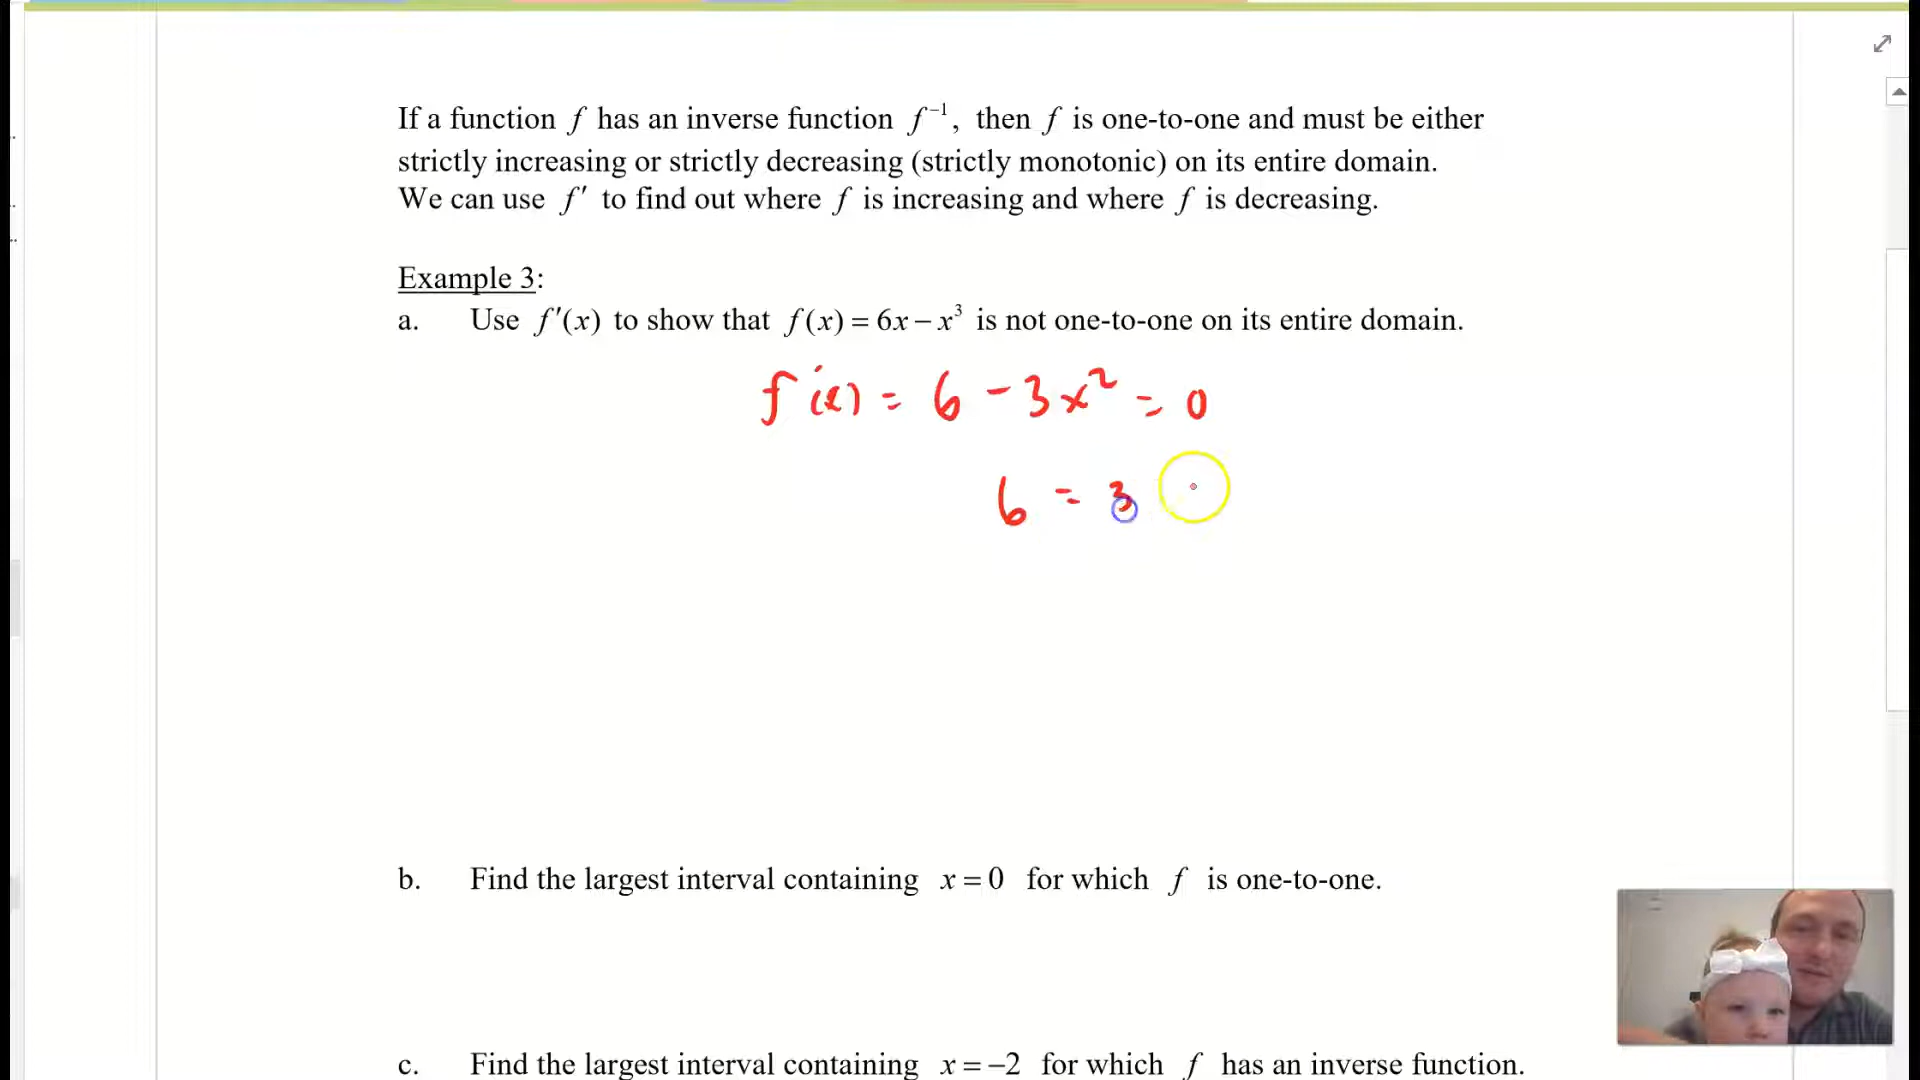 If a function f has an inverse function f⁻¹, then f is one-to-one and must be either
strictly increasing or strictly decreasing (strictly monotonic) on its entire domain.
We can use f′ to find out where f is increasing and where f is decreasing.
Example 3:
a. Use f′(x) to show that f(x) = 6x − x³ is not one-to-one on its entire domain.
f′(x) = 6 − 3x² = 0
6 = 3
b. Find the largest interval containing x = 0 for which f is one-to-one.
c. Find the largest interval containing x = −2 for which f has an inverse function.